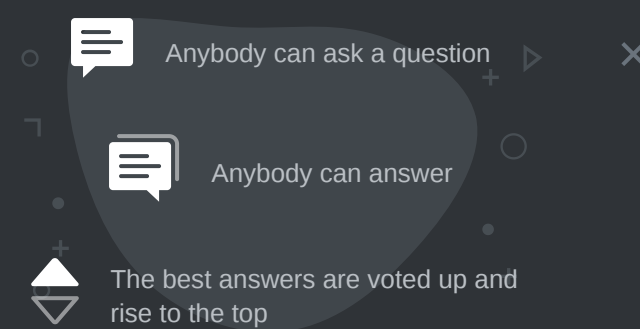 Anybody can ask a question
Anybody can answer
The best answers are voted up and
rise to the top